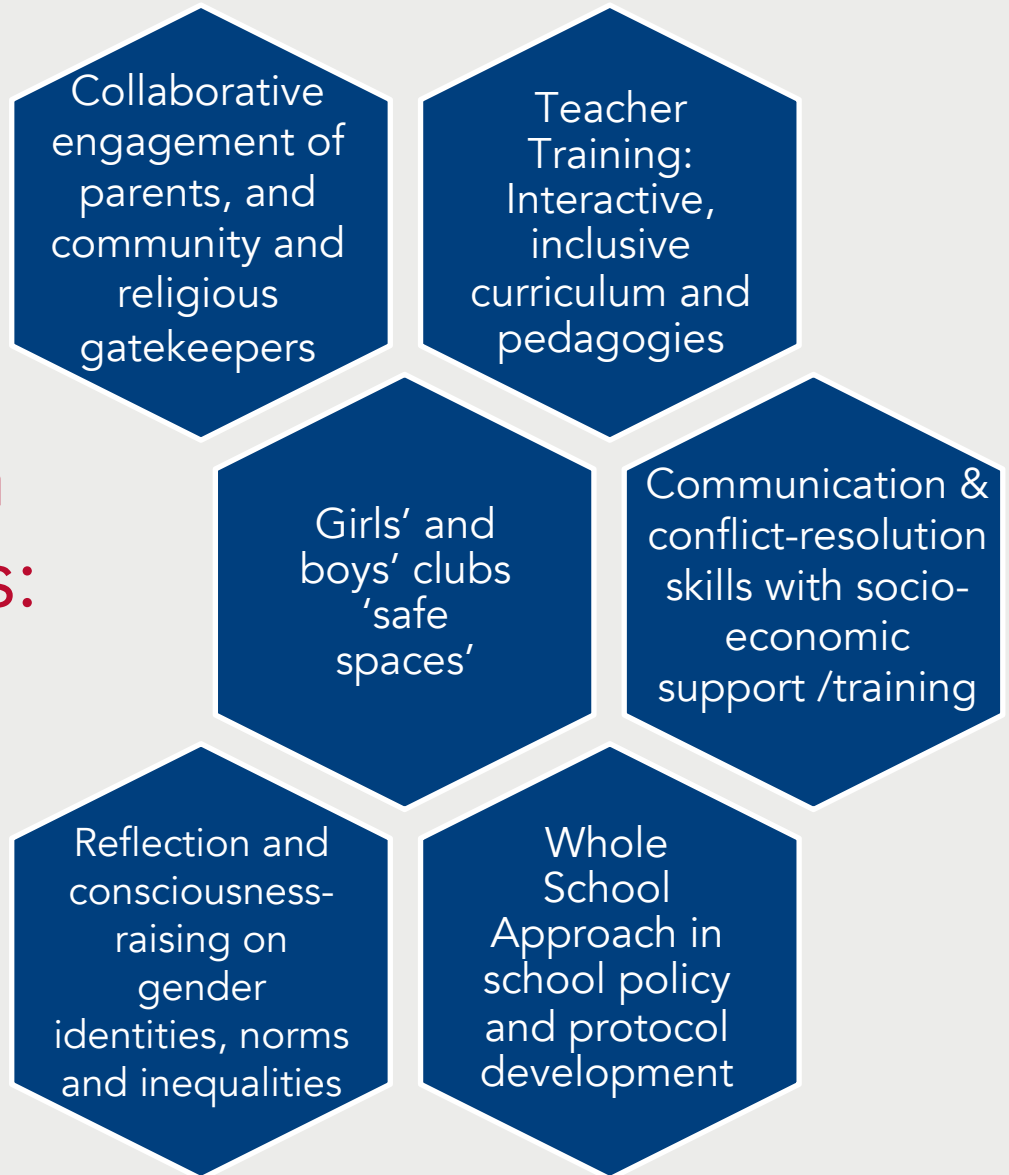 Collaborative
engagement of
parents, and
community and
religious
gatekeepers
Teacher
Training:
Interactive,
inclusive
curriculum and
pedagogies
Girls’ and
boys’ clubs
‘safe
spaces’
Communication &
conflict-resolution
skills with socio-
economic
support /training
Reflection and
consciousness-
raising on
gender
identities, norms
and inequalities
Whole
School
Approach in
school policy
and protocol
development